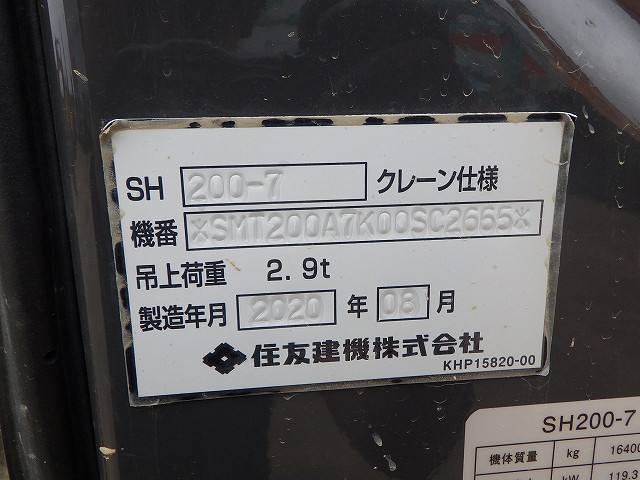 SH 200-7 クレーン仕様
機番 *SMT200A7K00SC2665*
吊上荷重 2.9t
製造年月 2020 年 08 月
住友建機株式会社
KHP15820-00
SH200-7
機体質量 kg 16400
kW 119.3